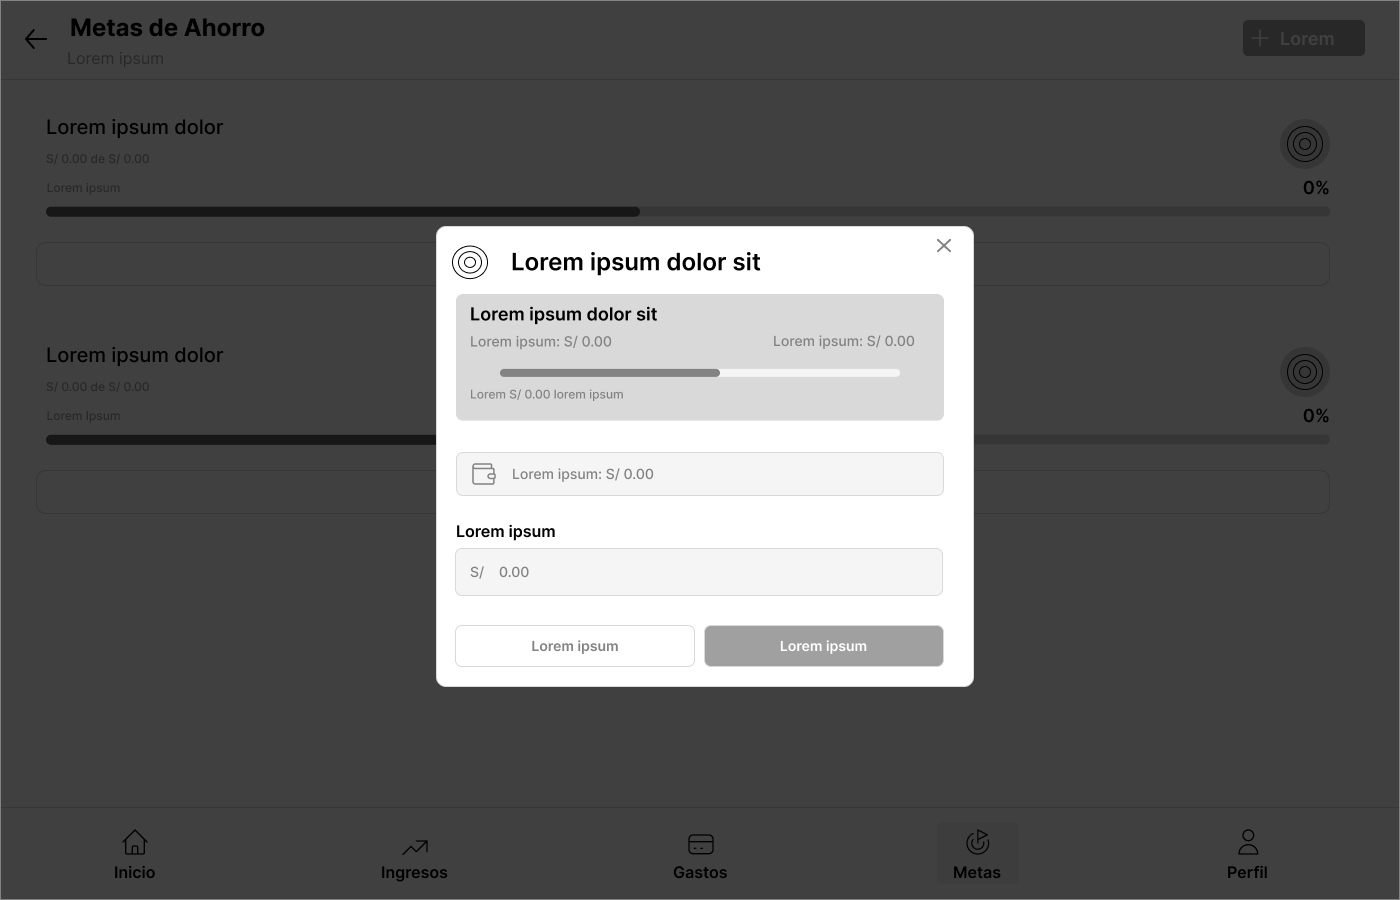 Metas de Ahorro
Lorem ipsum
Lorem
Lorem ipsum dolor
S/ 0.00 de S/ 0.00
Lorem ipsum
0%
Lorem ipsum dolor sit
Lorem ipsum dolor sit
Lorem ipsum: S/ 0.00
Lorem ipsum: S/ 0.00
Lorem S/ 0.00 lorem ipsum
Lorem ipsum: S/ 0.00
Lorem ipsum
S/ 0.00
Lorem ipsum
Lorem ipsum
Lorem ipsum dolor
S/ 0.00 de S/ 0.00
Lorem Ipsum
0%
Inicio
Ingresos
Gastos
Metas
Perfil